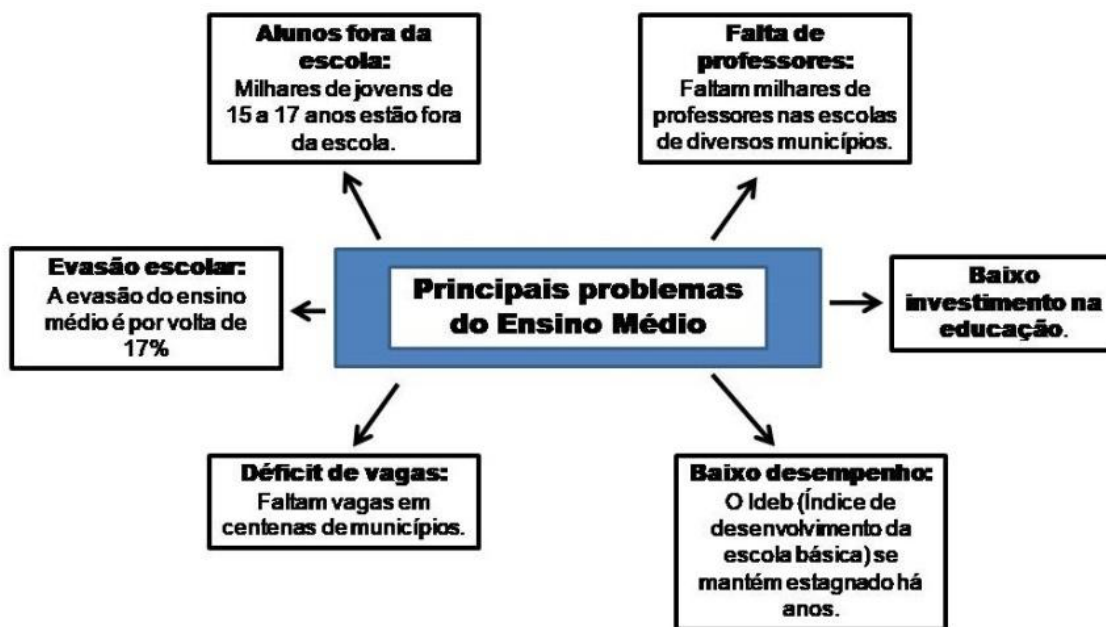 Alunos fora da
escola:
Milhares de jovens de
15 a 17 anos estão fora
da escola.
Falta de
professores:
Faltam milhares de
professores nas escolas
de diversos municípios.
Evasão escolar:
A evasão do ensino
médio é por volta de
17%
Principais problemas
do Ensino Médio
Baixo
investimento na
educação.
Déficit de vagas:
Faltam vagas em
centenas de municípios.
Baixo desempenho:
O Ideb (Índice de
desenvolvimento da
escola básica) se
mantém estagnado há
anos.